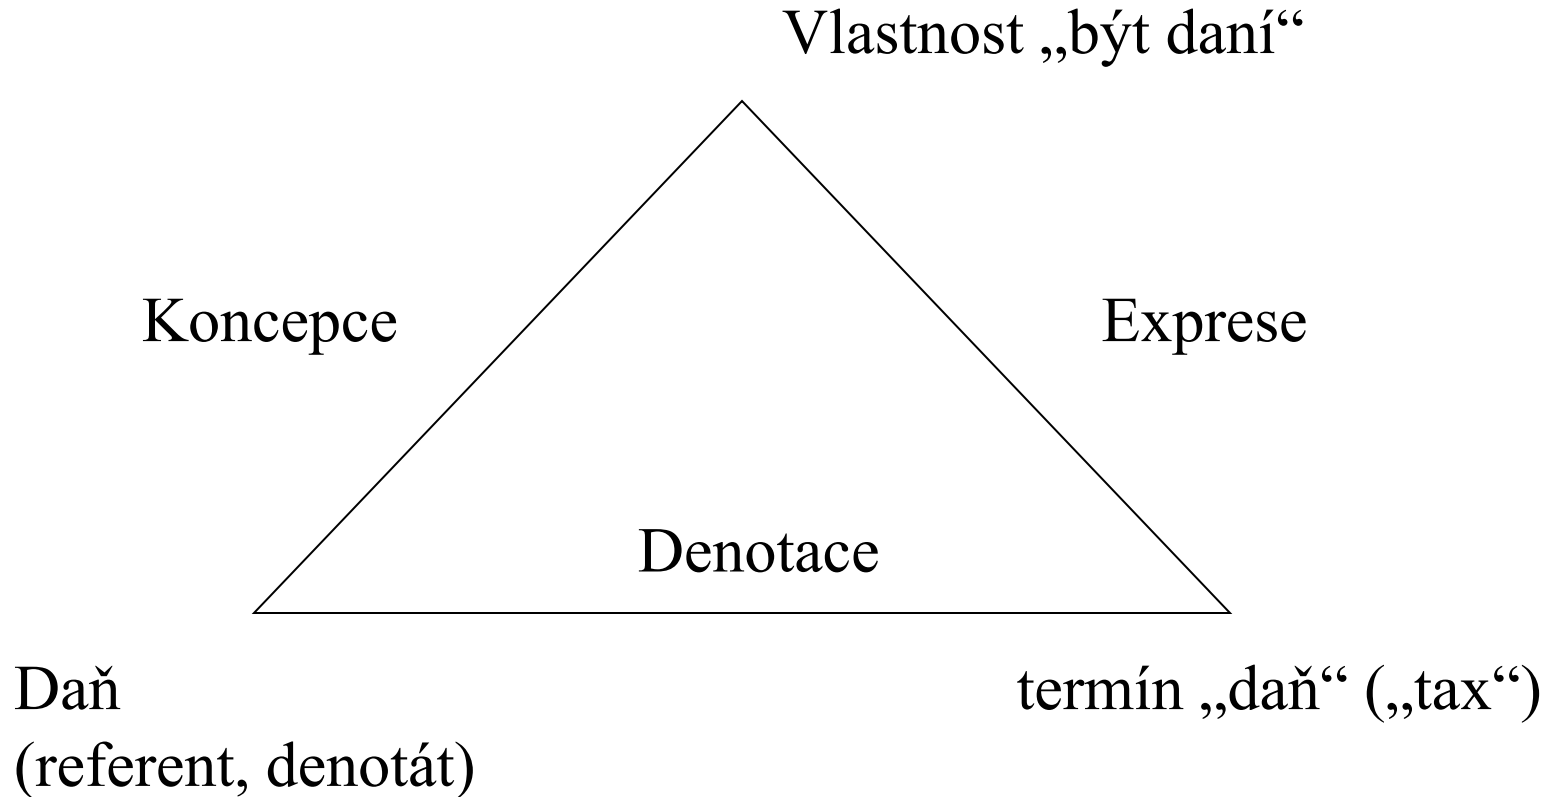 Vlastnost „být daní“
Koncepce
Exprese
Denotace
Daň
(referent, denotát)
termín „daň“ („tax“)